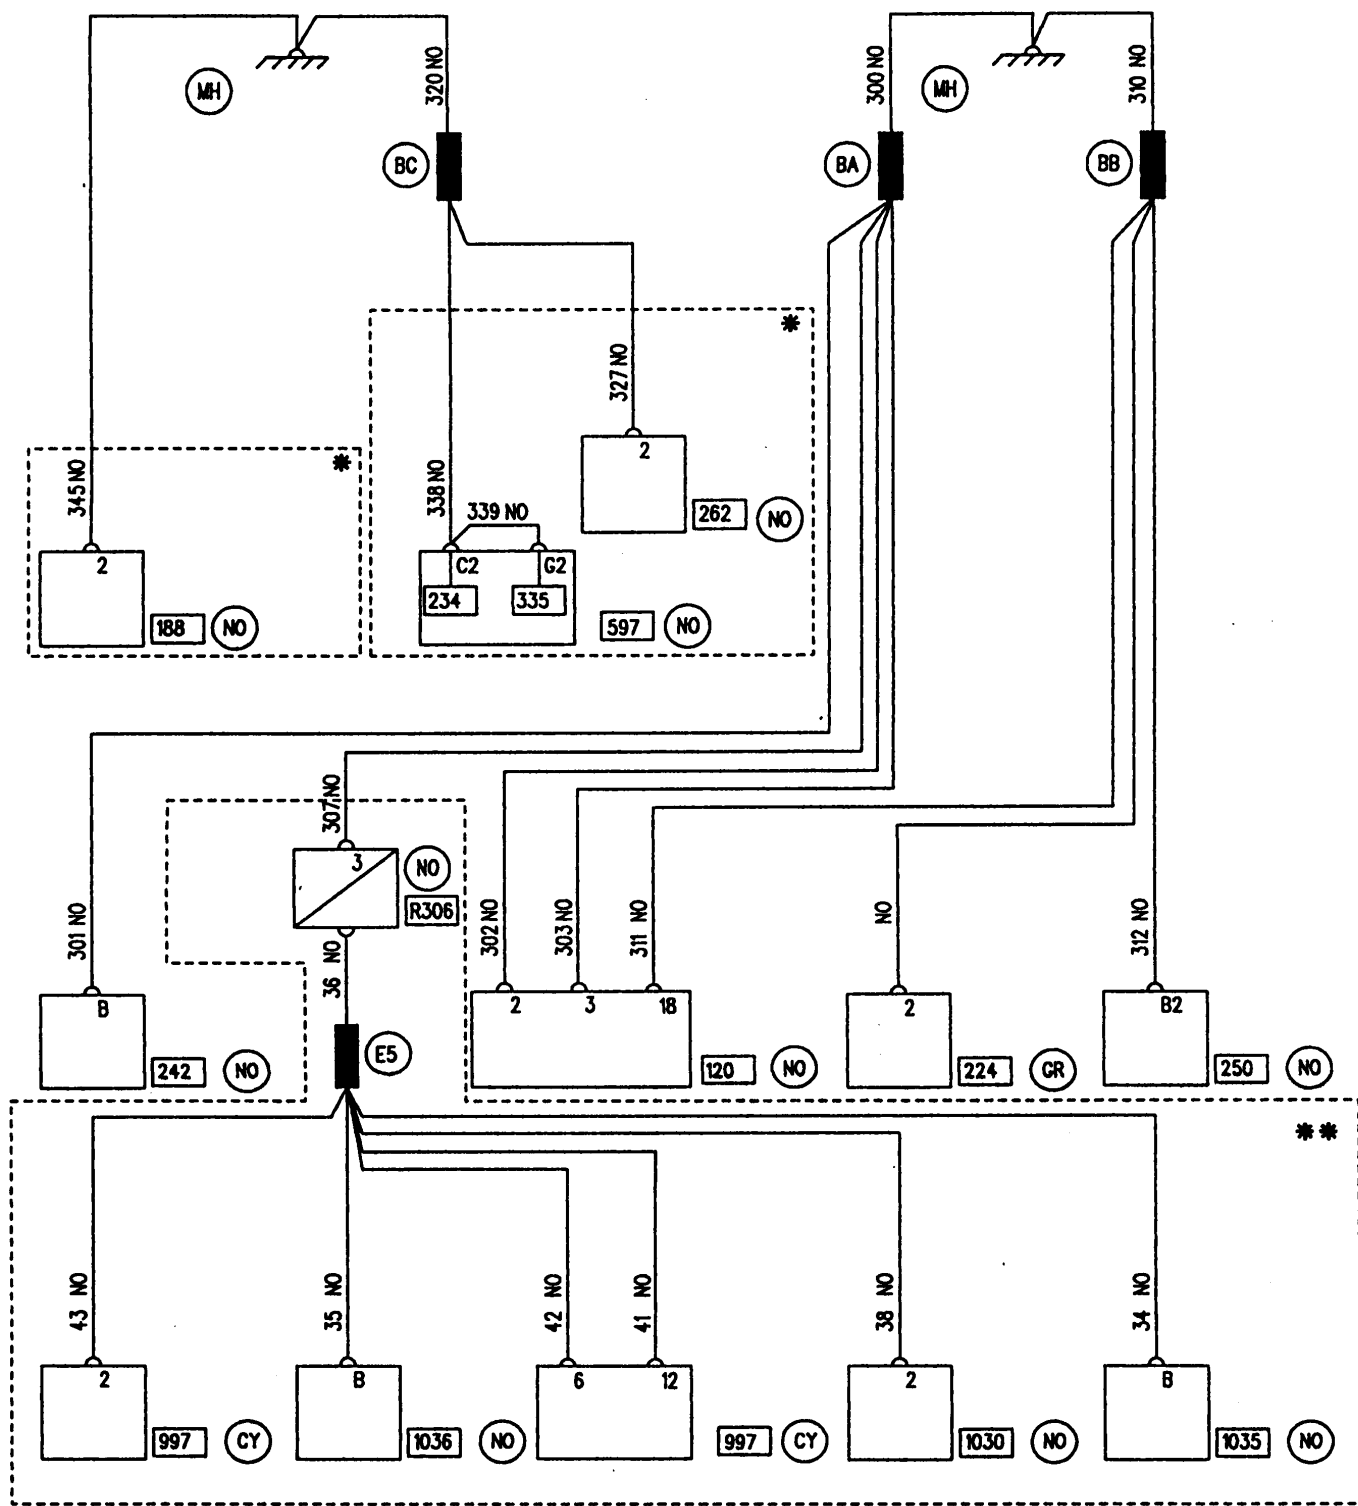 320 NO
300 NO
310 NO
MH
MH
BC
BA
BB
*
327 NO
2
*
345 NO
338 NO
339 NO
262
NO
2
C2
G2
234
335
188
NO
597
NO
307 NO
3
NO
R306
301 NO
36 NO
302 NO
303 NO
311 NO
NO
312 NO
B
2
3
18
2
B2
E5
242
NO
120
NO
224
GR
250
NO
**
43 NO
35 NO
42 NO
41 NO
38 NO
34 NO
2
B
6
12
2
B
997
CY
1036
NO
997
CY
1030
NO
1035
NO